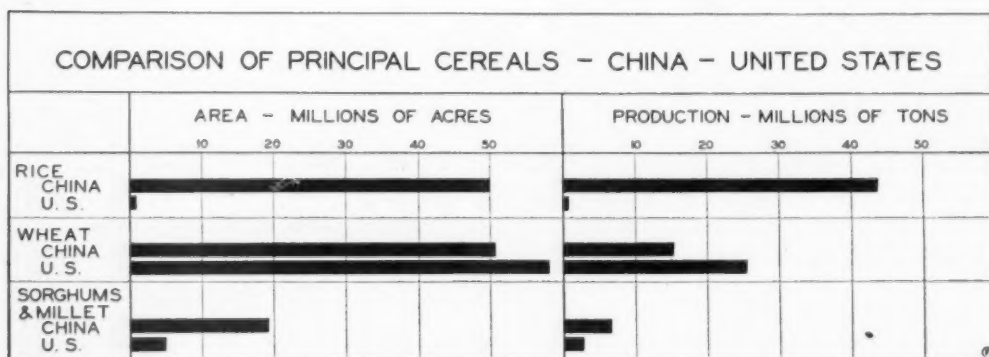 COMPARISON OF PRINCIPAL CEREALS – CHINA – UNITED STATES
AREA – MILLIONS OF ACRES
PRODUCTION – MILLIONS OF TONS
10 20 30 40 50
10 20 30 40 50
RICE
CHINA
U. S.
WHEAT
CHINA
U. S.
SORGHUMS
& MILLET
CHINA
U. S.